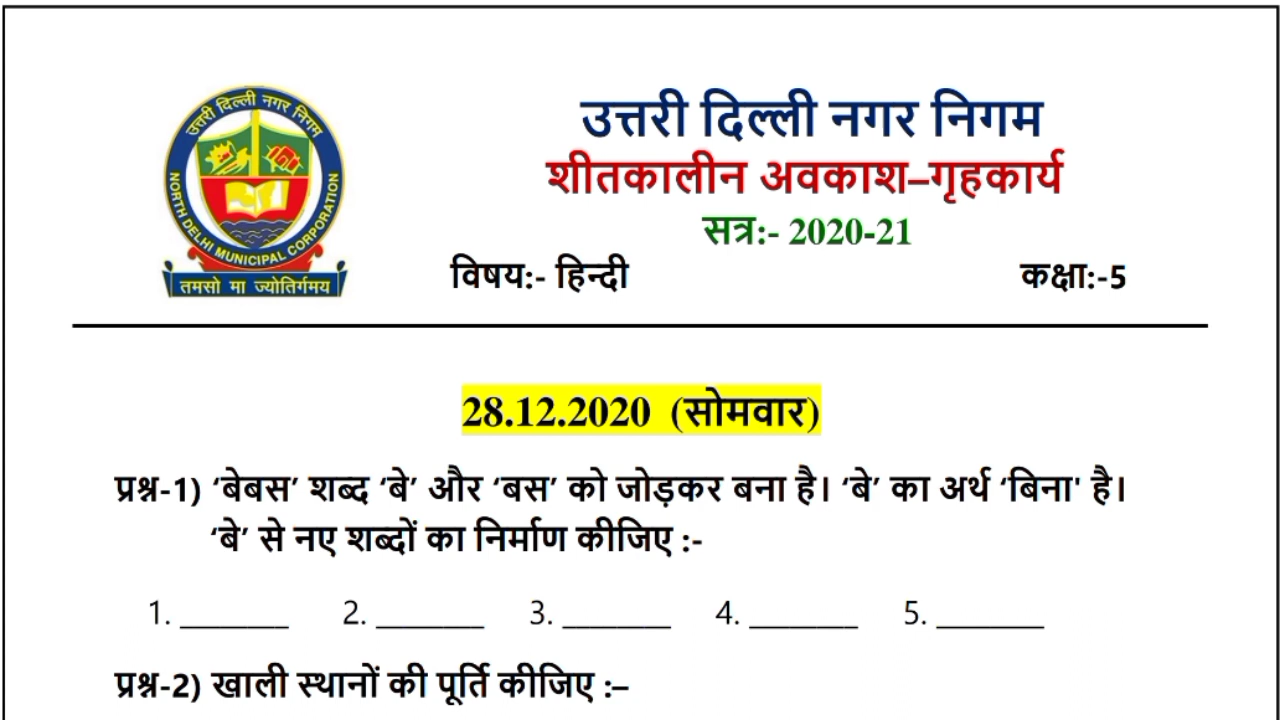 उत्तरी दिल्ली नगर निगम
NORTH DELHI MUNICIPAL CORPORATION
तमसो मा ज्योतिर्गमय
उत्तरी दिल्ली नगर निगम
शीतकालीन अवकाश–गृहकार्य
सत्र:- 2020-21
विषय:- हिन्दी कक्षा:-5
28.12.2020 (सोमवार)
प्रश्न-1) ‘बेबस’ शब्द ‘बे’ और ‘बस’ को जोड़कर बना है। ‘बे’ का अर्थ ‘बिना' है।
‘बे’ से नए शब्दों का निर्माण कीजिए :-
1. ________ 2. ________ 3. ________ 4. ________ 5. ________
प्रश्न-2) खाली स्थानों की पूर्ति कीजिए :–